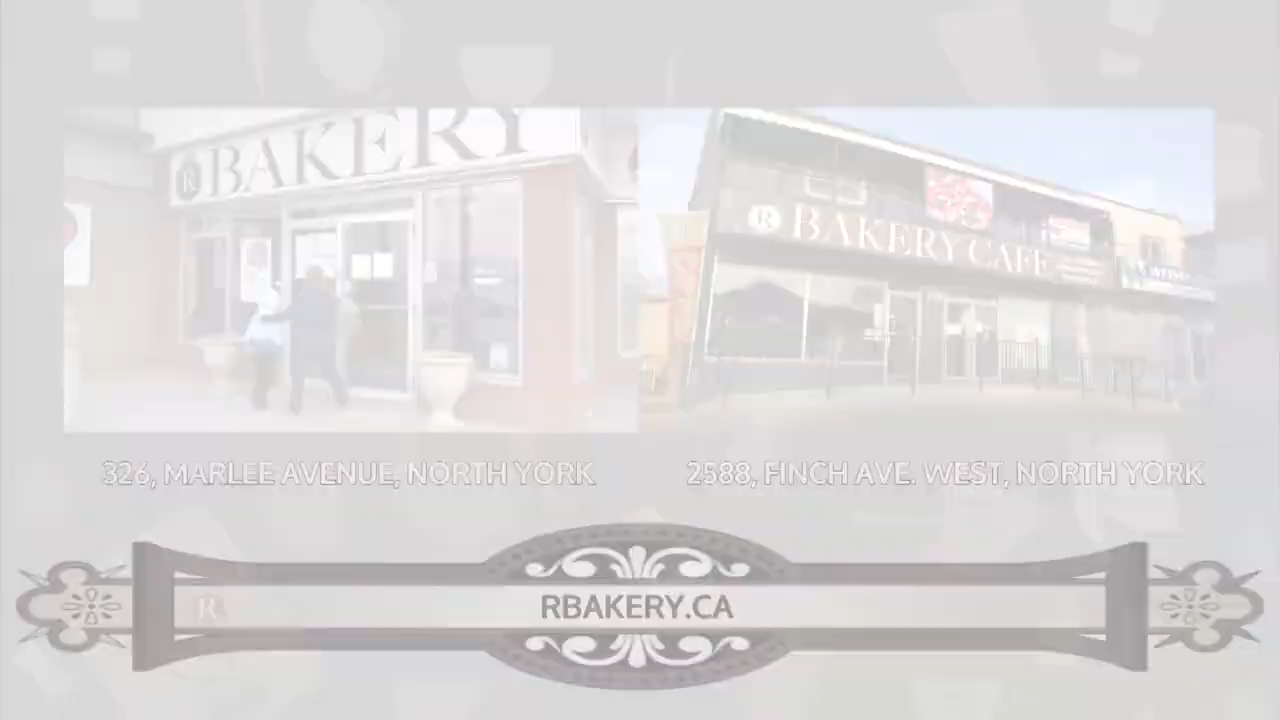 R BAKERY
R BAKERY CAFE
326, MARLEE AVENUE, NORTH YORK
2588, FINCH AVE. WEST, NORTH YORK
R
RBAKERY.CA